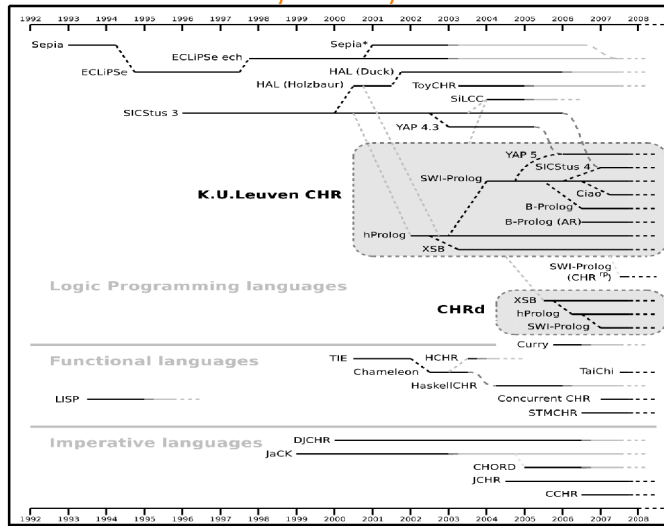 1992 1993 1994 1995 1996 1997 1998 1999 2000 2001 2002 2003 2004 2005 2006 2007 2008
Sepia
Sepia*
ECLiPSe ech
ECLiPSe
HAL (Duck)
HAL (Holzbaur)
ToyCHR
SiLCC
SICStus 3
YAP 4.3
YAP 5
SICStus 4
SWI-Prolog
K.U.Leuven CHR
Ciao
B-Prolog
B-Prolog (AR)
hProlog
XSB
SWI-Prolog
(CHR rp)
Logic Programming languages
XSB
CHRd
hProlog
SWI-Prolog
Curry
Functional languages
TIE
HCHR
Chameleon
TaiChi
HaskellCHR
LISP
Concurrent CHR
STMCHR
Imperative languages
DJCHR
JaCK
CHORD
JCHR
CCHR
1992 1993 1994 1995 1996 1997 1998 1999 2000 2001 2002 2003 2004 2005 2006 2007 2008